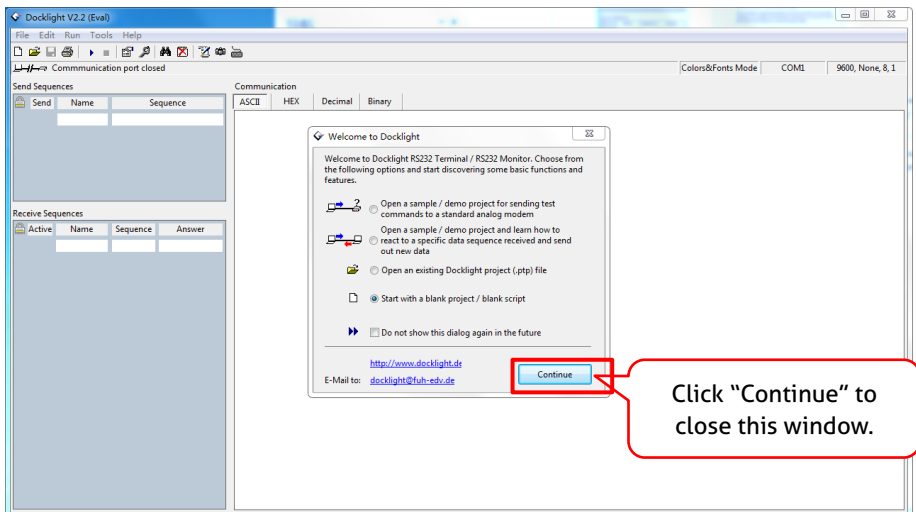 Docklight V2.2 (Eval)
File Edit Run Tools Help
Commmunication port closed
Colors&Fonts Mode COM1 9600, None, 8, 1
Send Sequences
Send Name Sequence
Receive Sequences
Active Name Sequence Answer
Communication
ASCII HEX Decimal Binary
Welcome to Docklight
Welcome to Docklight RS232 Terminal / RS232 Monitor. Choose from
the following options and start discovering some basic functions and
features.
Open a sample / demo project for sending test
commands to a standard analog modem
Open a sample / demo project and learn how to
react to a specific data sequence received and send
out new data
Open an existing Docklight project (.ptp) file
Start with a blank project / blank script
Do not show this dialog again in the future
http://www.docklight.de
E-Mail to: docklight@fuh-edv.de
Continue
Click “Continue” to
close this window.